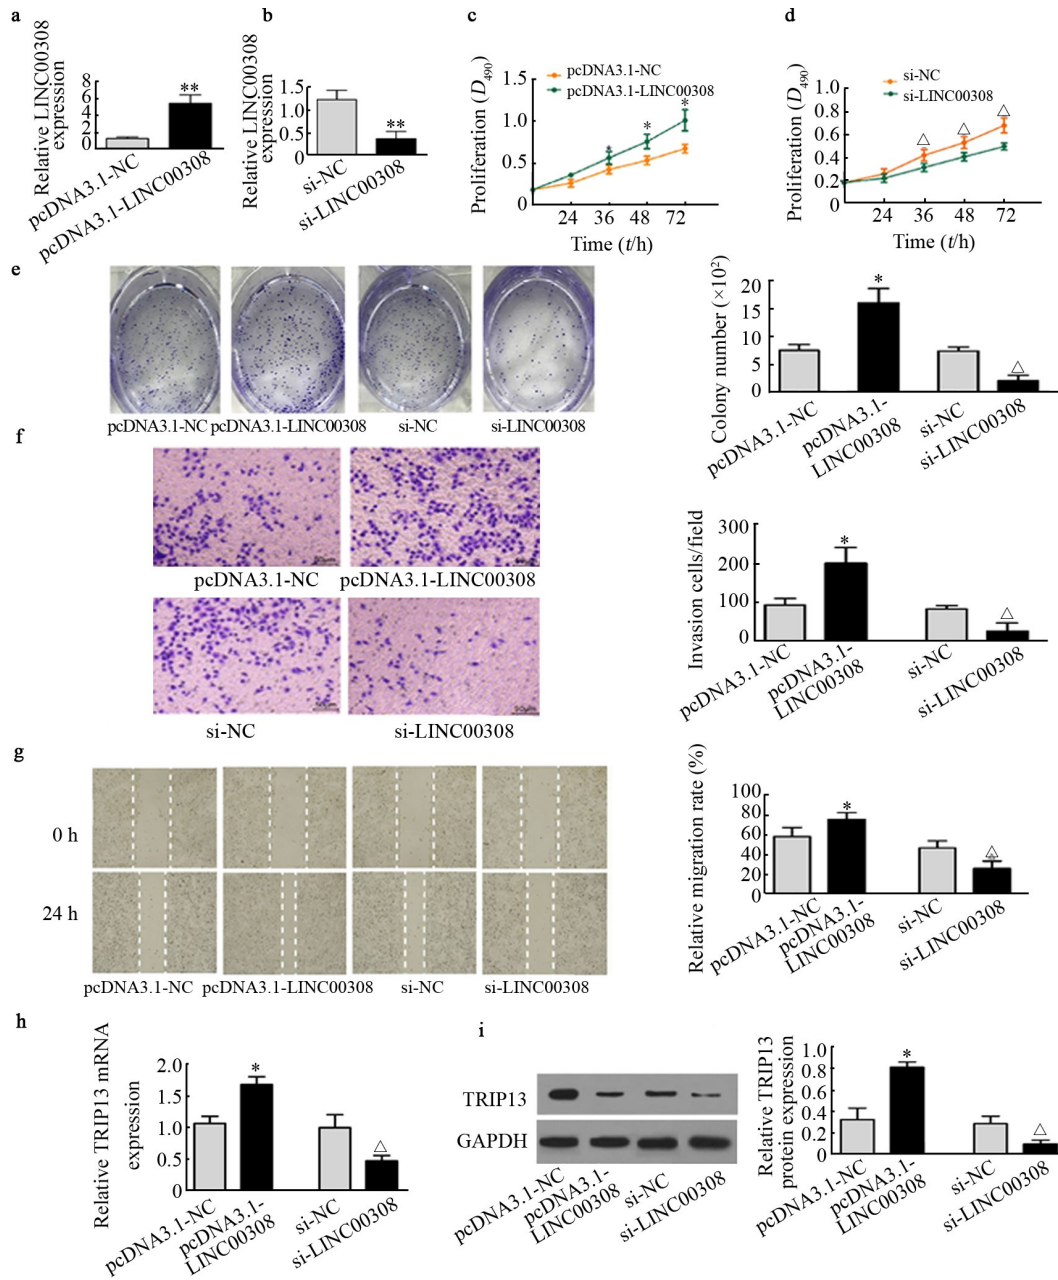 a
Relative LINC00308
expression
8
6
4
2
0
**
pcDNA3.1-NC
pcDNA3.1-LINC00308
b
Relative LINC00308
expression
1.5
1.0
0.5
0
**
si-NC
si-LINC00308
c
Proliferation (D490)
1.5
1.0
0.5
0
pcDNA3.1-NC
pcDNA3.1-LINC00308
* * *
24 36 48 72
Time (t/h)
d
Proliferation (D490)
1.0
0.8
0.6
0.4
0.2
0
si-NC
si-LINC00308
△ △ △
24 36 48 72
Time (t/h)
e
pcDNA3.1-NC pcDNA3.1-LINC00308 si-NC si-LINC00308
Colony number (×10²)
20
15
10
5
0
*
△
pcDNA3.1-NC
pcDNA3.1-
LINC00308
si-NC
si-LINC00308
f
50μm
pcDNA3.1-NC pcDNA3.1-LINC00308
50μm 50μm
si-NC si-LINC00308
Invasion cells/field
300
200
100
0
*
△
pcDNA3.1-NC
pcDNA3.1-
LINC00308
si-NC
si-LINC00308
g
0 h
24 h
pcDNA3.1-NC pcDNA3.1-LINC00308 si-NC si-LINC00308
Relative migration rate (%)
100
80
60
40
20
0
*
△
pcDNA3.1-NC
pcDNA3.1-
LINC00308
si-NC
si-LINC00308
h
Relative TRIP13 mRNA
expression
2.0
1.5
1.0
0.5
0
*
△
pcDNA3.1-NC
pcDNA3.1-
LINC00308
si-NC
si-LINC00308
i
TRIP13
GAPDH
pcDNA3.1-NC
pcDNA3.1-
LINC00308
si-NC
si-LINC00308
Relative TRIP13
protein expression
1.0
0.8
0.6
0.4
0.2
0
*
△
pcDNA3.1-NC
pcDNA3.1-
LINC00308
si-NC
si-LINC00308